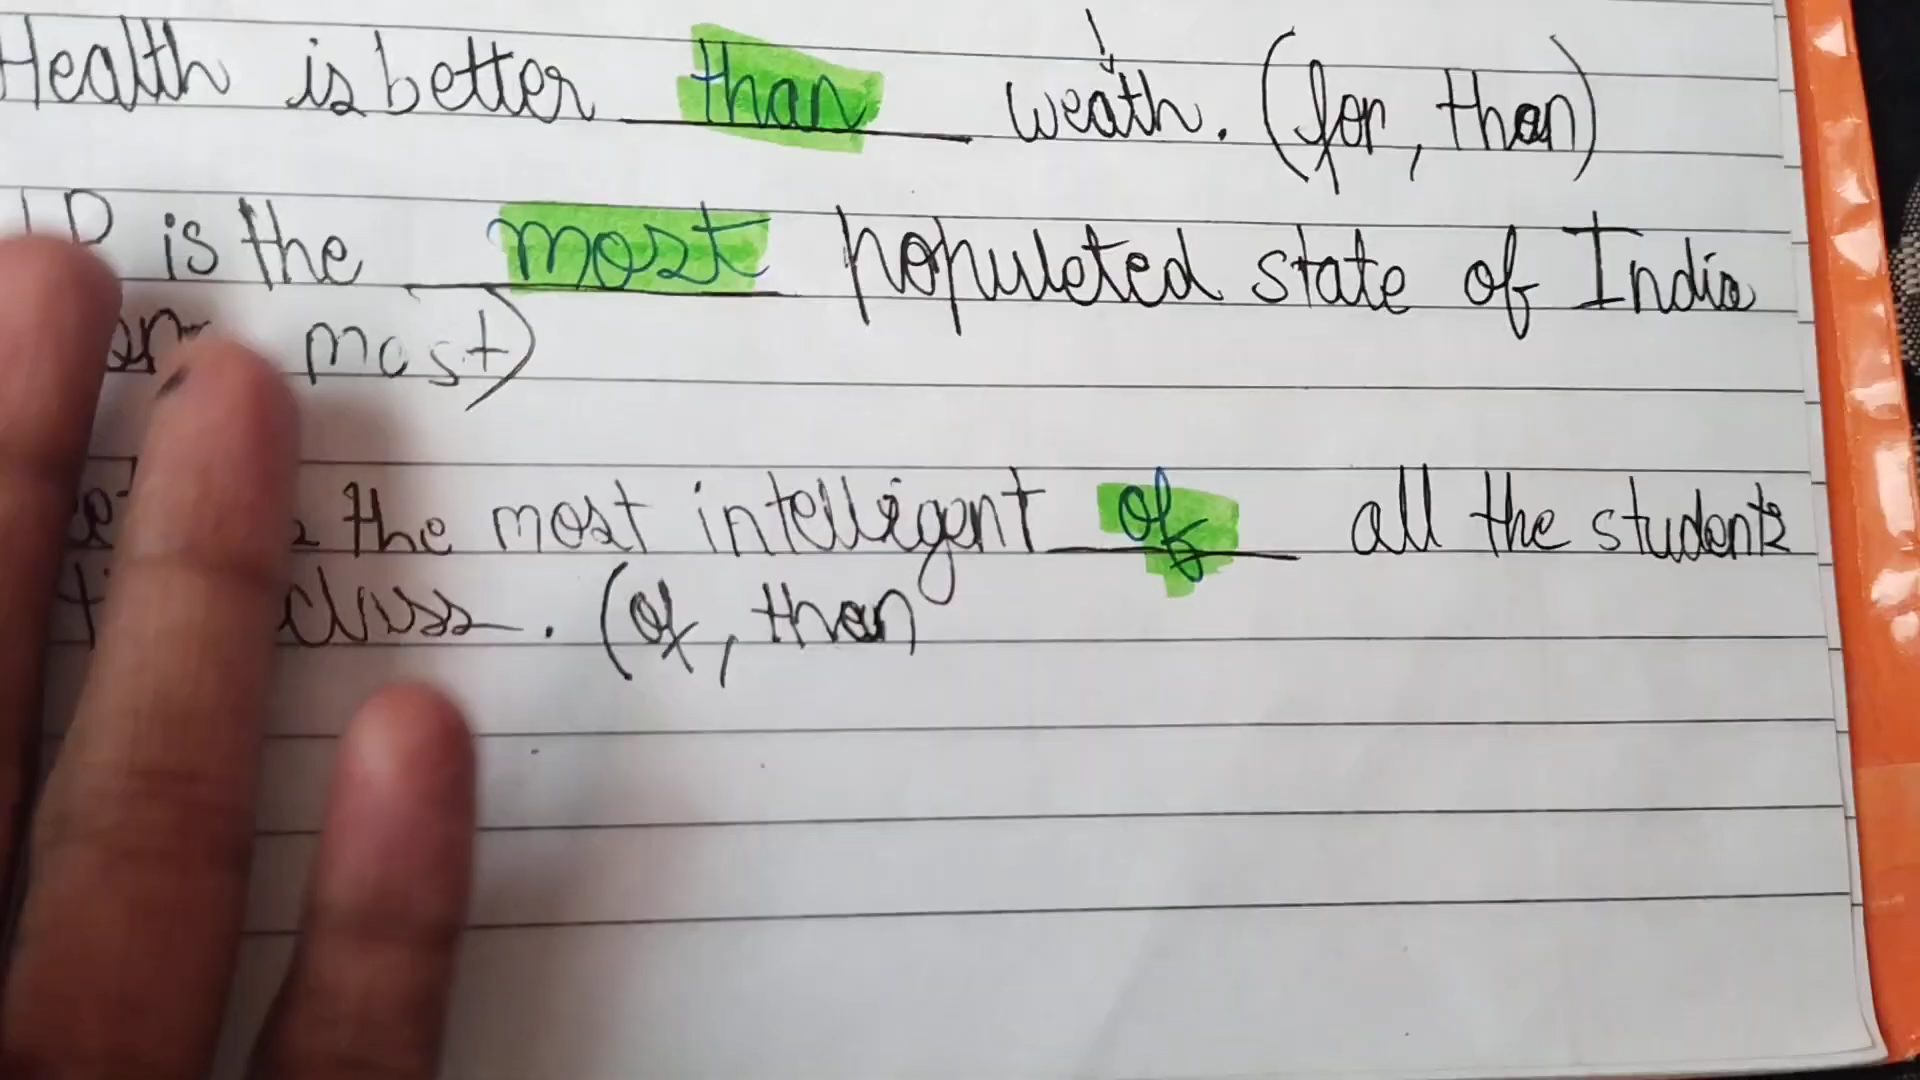 Health is better than weath. (for, than)
is the most populeted state of India
most)
the most intelligent of all the students
class. (of, than